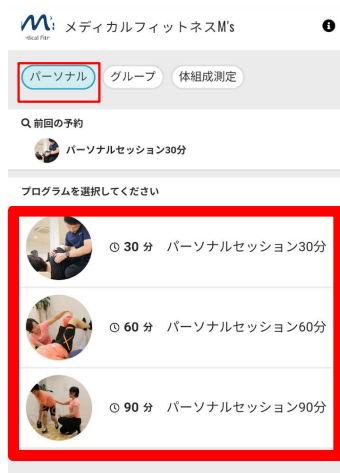 メディカルフィットネスM's
パーソナル
グループ
体組成測定
前回の予約
パーソナルセッション30分
プログラムを選択してください
30 分 パーソナルセッション30分
60 分 パーソナルセッション60分
90 分 パーソナルセッション90分